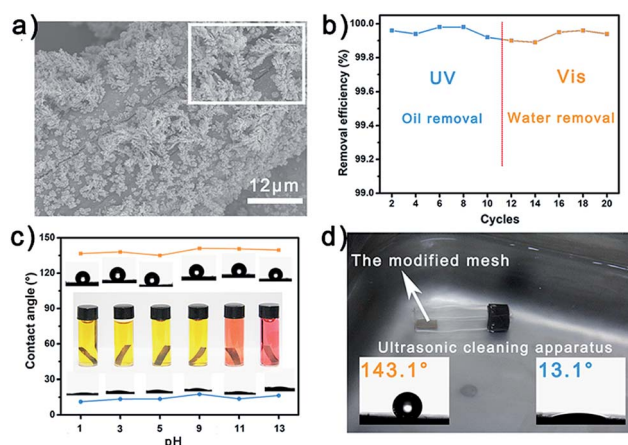 a)
12μm
b)
Removal efficiency (%)
100.0
99.8
99.6
99.4
99.2
99.0
UV
Vis
Oil removal
Water removal
2 4 6 8 10 12 14 16 18 20
Cycles
c)
Contact angle (°)
150
120
90
60
30
0
1 3 5 9 11 13
pH
d)
The modified mesh
Ultrasonic cleaning apparatus
143.1°
13.1°